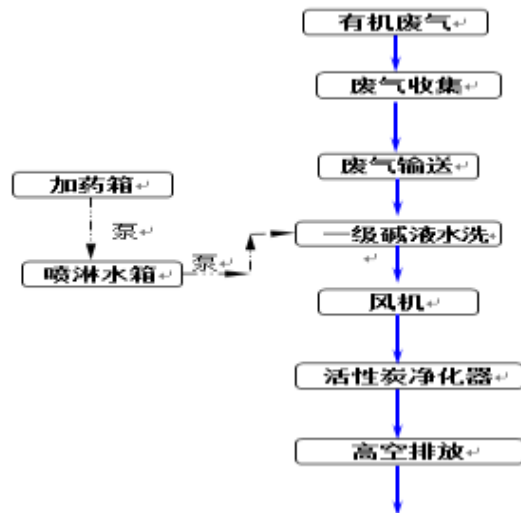 有机废气
废气收集
废气输送
加药箱
泵
一级碱液水洗
喷淋水箱
泵
风机
活性炭净化器
高空排放